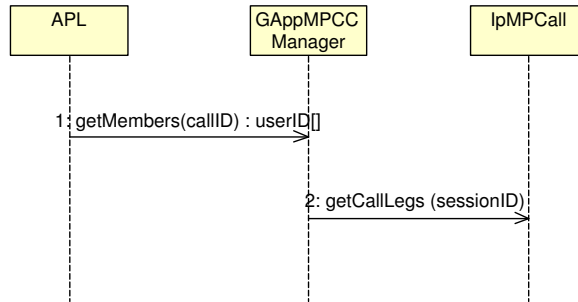 APL
GAppMPCC
Manager
IpMPCall
1: getMembers(callID) : userID[]
2: getCallLegs (sessionID)